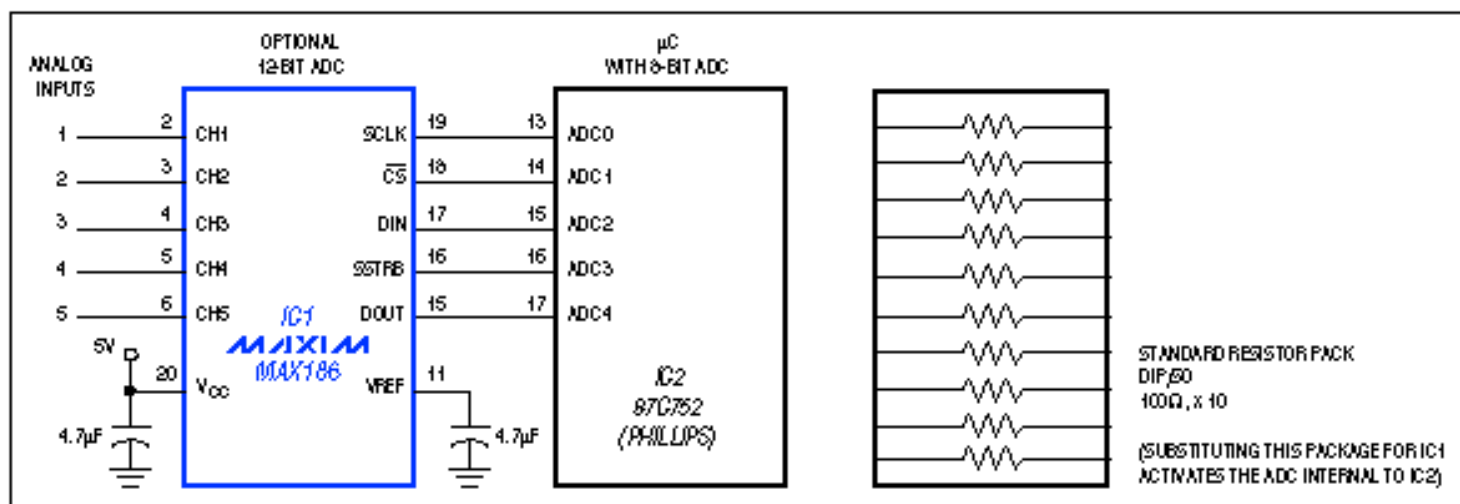 OPTIONAL
12-BIT ADC
µC
WITH 8-BIT ADC
ANALOG
INPUTS
1 2 CH1 SCLK 19 13 ADC0
2 3 CH2 CS 18 14 ADC1
3 4 CH3 DIN 17 15 ADC2
4 5 CH4 SSTRB 16 16 ADC3
5 6 CH5 DOUT 15 17 ADC4
IC1
MAXIM
MAX186
5V
20 VCC VREF 11
4.7µF
4.7µF
IC2
87C752
(PHILLIPS)
STANDARD RESISTOR PACK
DIP/SO
100Ω, X 10
(SUBSTITUTING THIS PACKAGE FOR IC1
ACTIVATES THE ADC INTERNAL TO IC2)